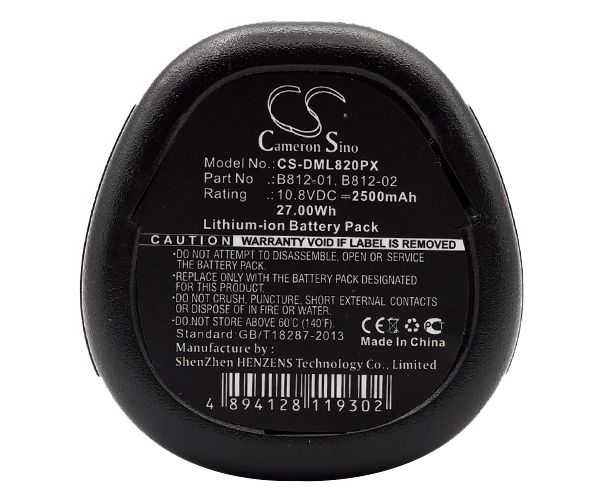 CS
Cameron Sino
Model No.:CS-DML820PX
Part No .:B812-01, B812-02
Rating .:10.8VDC⎓2500mAh
27.00Wh
Lithium-ion Battery Pack
CAUTION WARRANTY VOID IF LABEL IS REMOVED
•DO NOT ATTEMPT TO DISASSEMBLE, OPEN OR SERVICE
THE BATTERY PACK.
•REPLACE ONLY WITH THE BATTERY PACK DESIGNATED
FOR THIS PRODUCT.
•DO NOT CRUSH, PUNCTURE, SHORT EXTERNAL CONTACTS
OR DISPOSE OF IN FIRE OR WATER.
•DO NOT STORE ABOVE 60°C (140°F).
Standard:GB/T18287-2013
CE
Made In China
Manufacture by :
ShenZhen HENZENS Technology Co., Limited
4 894128 119302